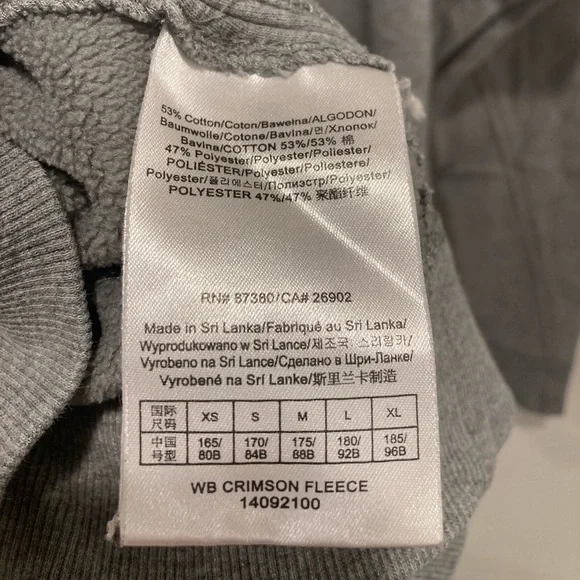 53% Cotton/Coton/Bawełna/ALGODON/
Baumwolle/Cotone/Bavlna/면/Хлопок/
Bavina/COTTON 53%/53% 棉
47% Polyester/Polyester/Poliester/
POLIÉSTER/Polyester/Poliestere/
Polyester/폴리에스터/Полиэстр/Polyester/
POLYESTER 47%/47% 聚酯纤维
RN# 87380/CA# 26902
Made in Sri Lanka/Fabriqué au Sri Lanka/
Wyprodukowano w Sri Lance/제조국 스리랑카/
Vyrobeno na Sri Lance/Сделано в Шри-Ланке/
Vyrobené na Srí Lanke/斯里兰卡制造
国际尺码 XS S M L XL
中国号型 165/80B 170/84B 175/88B 180/92B 185/96B
WB CRIMSON FLEECE
14092100